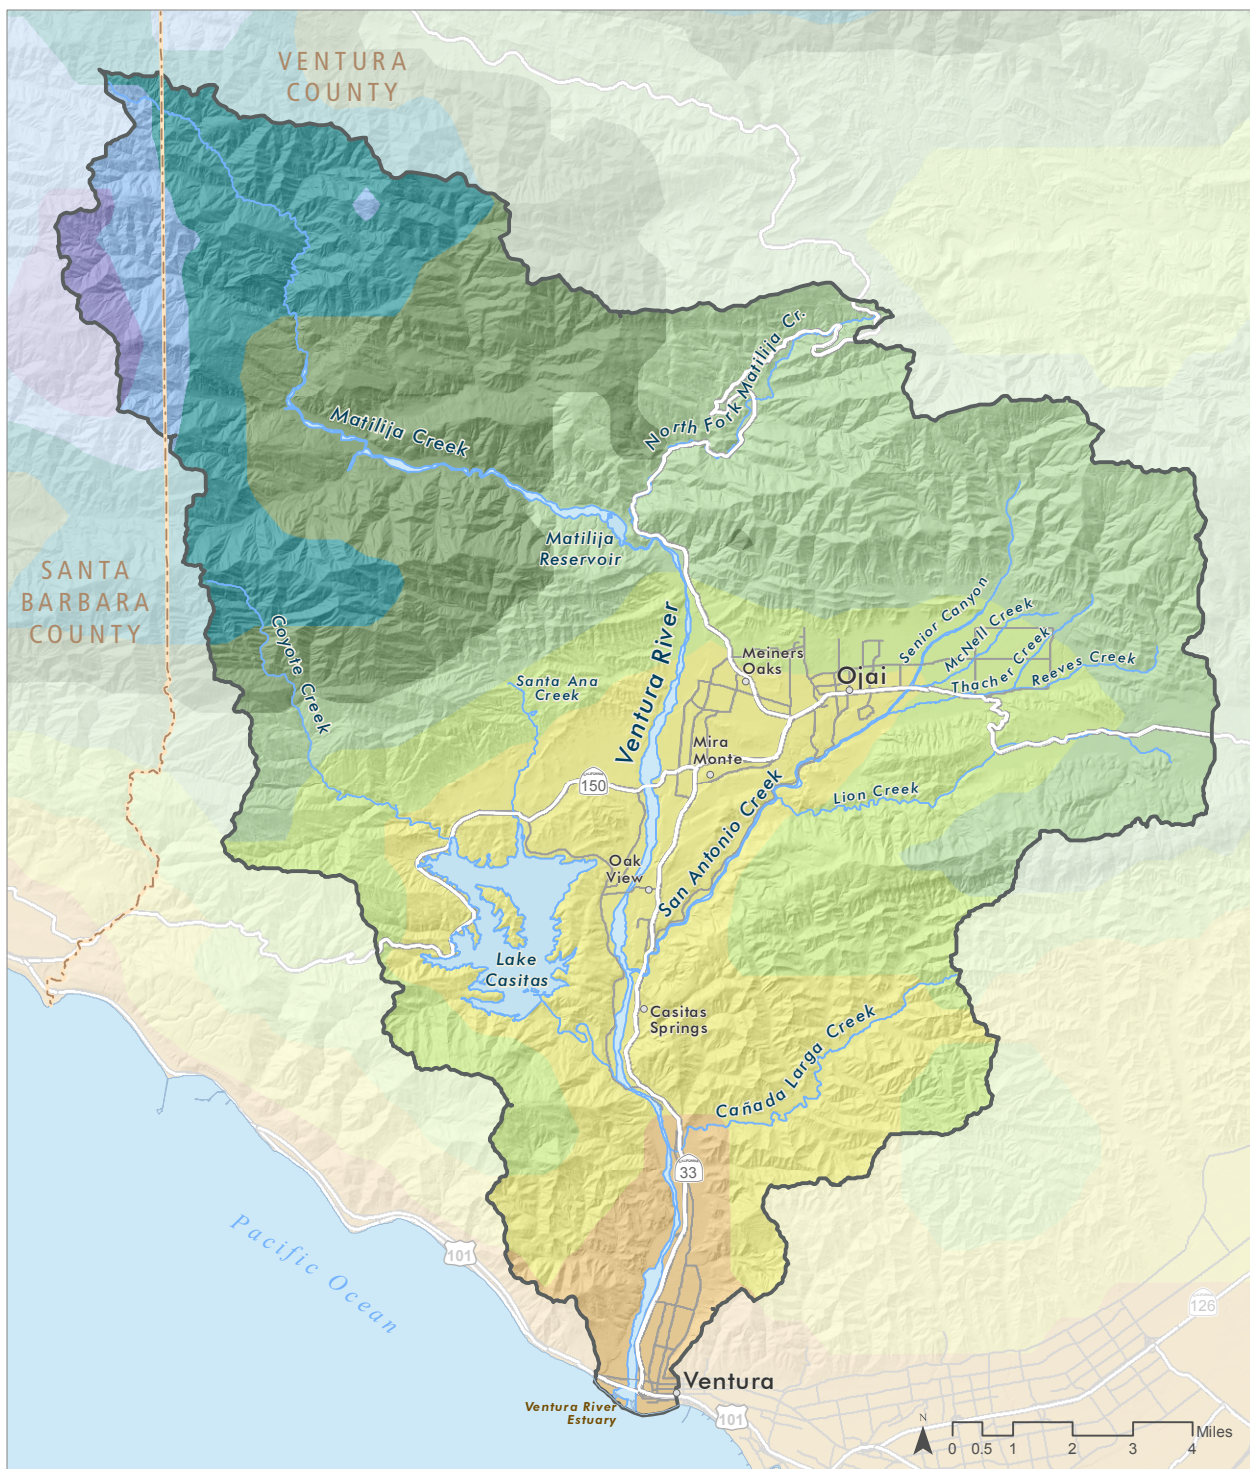 VENTURA
COUNTY
North Fork Matilija Cr.
Matilija Creek
Matilija
Reservoir
SANTA
BARBARA
COUNTY
Coyote Creek
Senior Canyon
McNell Creek
Thacher Creek
Reeves Creek
Ventura River
Meiners
Oaks
Ojai
Santa Ana
Creek
Mira
Monte
CALIFORNIA
150
San Antonio Creek
Lion Creek
Oak
View
Lake
Casitas
Casitas
Springs
Cañada Larga Creek
CALIFORNIA
33
Pacific Ocean
101
126
Ventura
Ventura River
Estuary
101
N
0 0.5 1 2 3 4 Miles